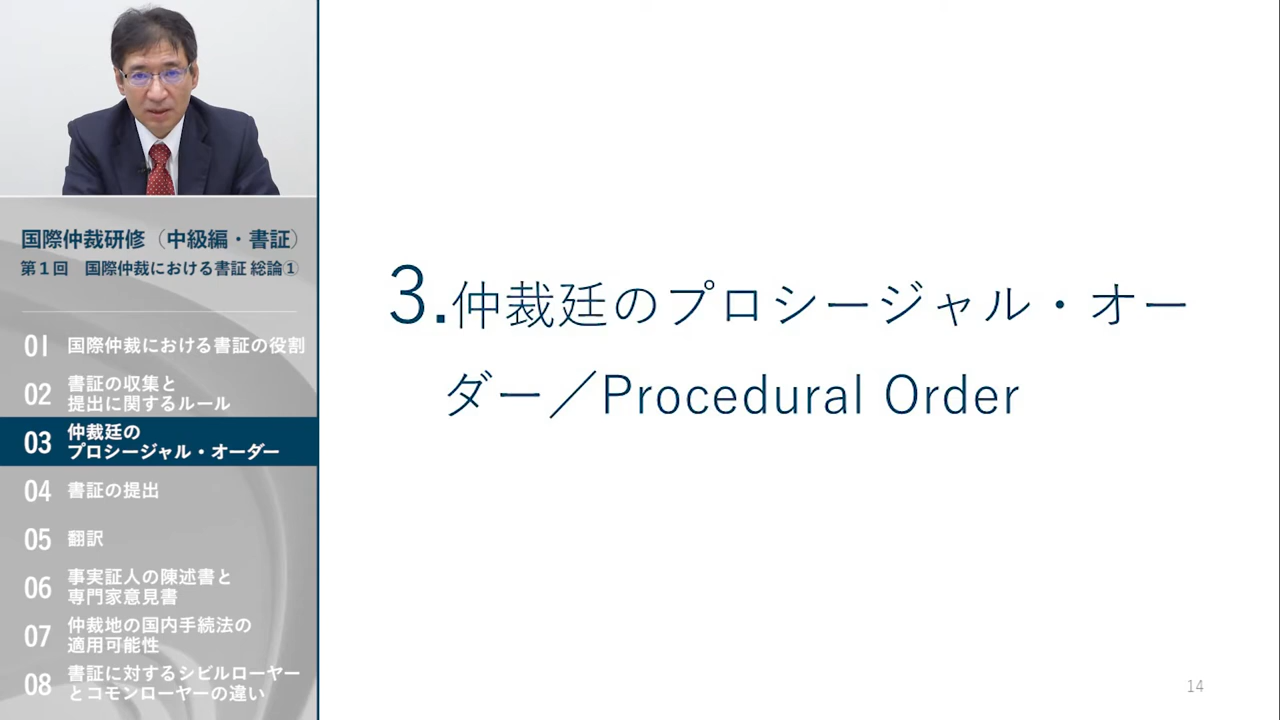 国際仲裁研修（中級編・書証）
第１回　国際仲裁における書証 総論①
01 国際仲裁における書証の役割
02 書証の収集と
提出に関するルール
03 仲裁廷の
プロシージャル・オーダー
04 書証の提出
05 翻訳
06 事実証人の陳述書と
専門家意見書
07 仲裁地の国内手続法の
適用可能性
08 書証に対するシビルローヤー
とコモンローヤーの違い
3.仲裁廷のプロシージャル・オー
ダー／Procedural Order
14